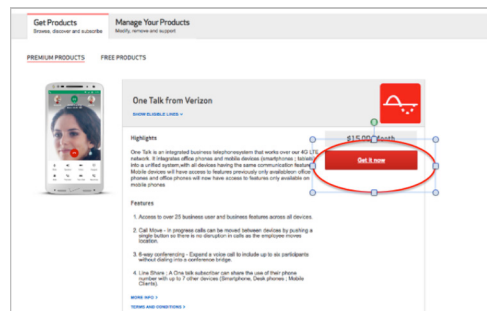 Get Products
Browse, discover and subscribe
Manage Your Products
Modify, remove and support
PREMIUM PRODUCTS
FREE PRODUCTS
One Talk from Verizon
SHOW ELIGIBLE LINES
Highlights
$15.00/Month
One Talk is an integrated business telephonesystem that works over our 4G LTE
network. It integrates office phones and mobile devices (smartphones ; tablets)
into a unified system,with all devices having the same communication features.
Mobile devices will have access to features previously only availableon office
phones and office phones will now have access to features only available on
mobile phones
Get it now
Features
1. Access to over 25 business user and business features across all devices.
2. Call Move - In progress calls can be moved between devices by pushing a
single button so there is no disruption in calls as the employee moves
location.
3. 6-way conferencing - Expand a voice call to include up to six participants
without dialing into a conference bridge.
4. Line Share ; A One talk subscriber can share the use of their phone
number with up to 7 other devices (Smartphone, Desk phones ; Mobile
Clients).
MORE INFO >
TERMS AND CONDITIONS >